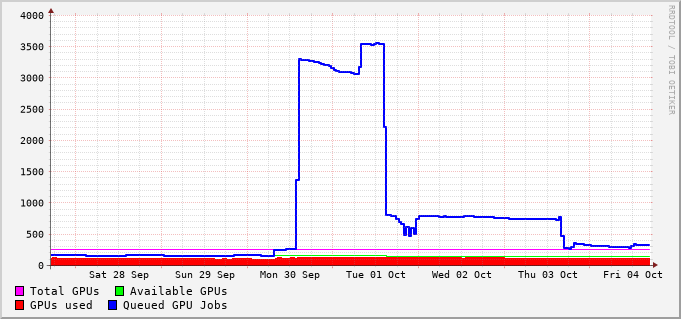 4000
3500
3000
2500
2000
1500
1000
500
0
Sat 28 Sep Sun 29 Sep Mon 30 Sep Tue 01 Oct Wed 02 Oct Thu 03 Oct Fri 04 Oct
Total GPUs Available GPUs
GPUs used Queued GPU Jobs
RRDTOOL / TOBI OETIKER